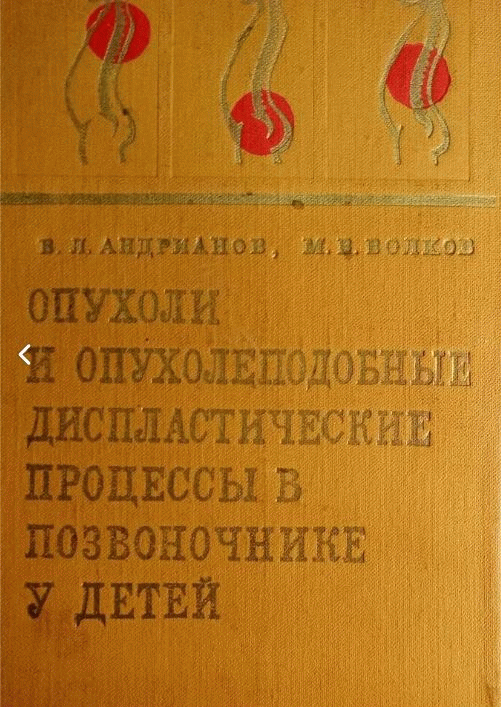 В. Л. АНДРИАНОВ, М. В. ВОЛКОВ
ОПУХОЛИ
И ОПУХОЛЕПОДОБНЫЕ
ДИСПЛАСТИЧЕСКИЕ
ПРОЦЕССЫ В
ПОЗВОНОЧНИКЕ
У ДЕТЕЙ